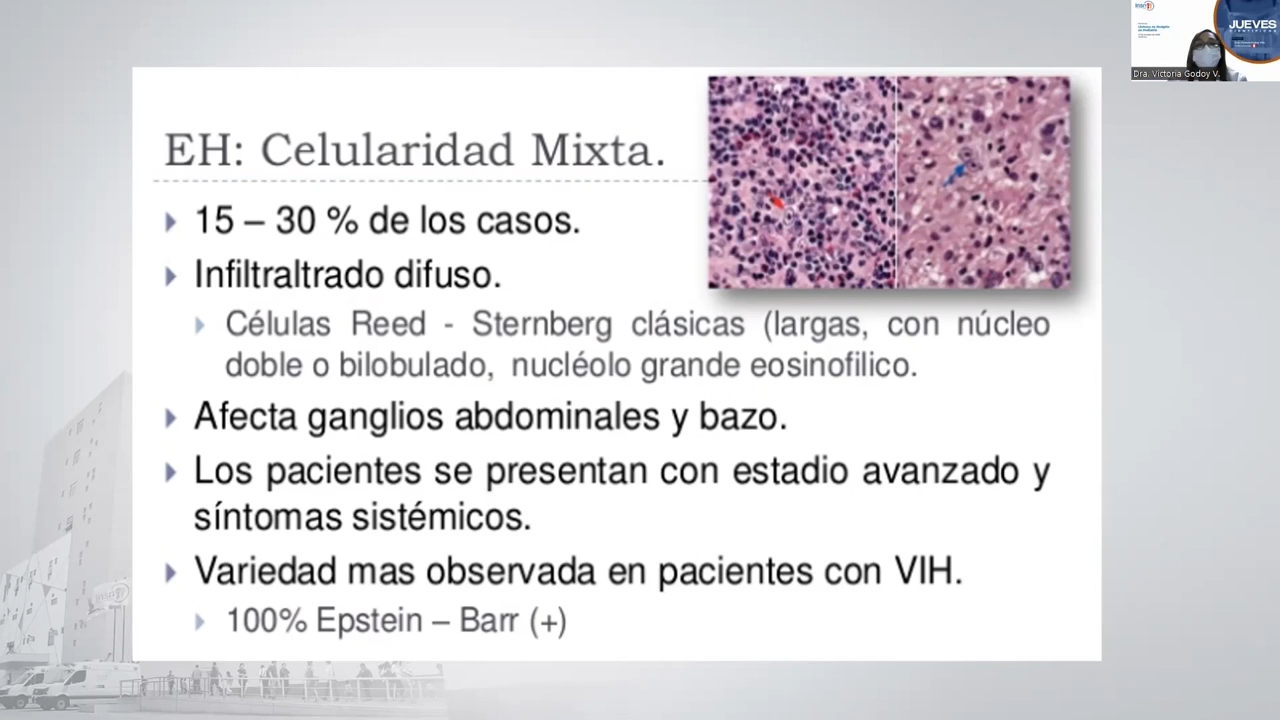 EH: Celularidad Mixta.
15 – 30 % de los casos.
Infiltraltrado difuso.
Células Reed - Sternberg clásicas (largas, con núcleo
doble o bilobulado, nucléolo grande eosinofilico.
Afecta ganglios abdominales y bazo.
Los pacientes se presentan con estadio avanzado y
síntomas sistémicos.
Variedad mas observada en pacientes con VIH.
100% Epstein – Barr (+)
JUEVES
Dra. Victoria Godoy V.